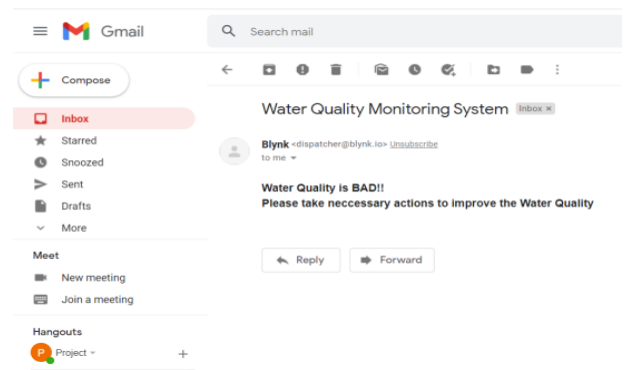 Gmail
Search mail
Compose
Inbox
Starred
Snoozed
Sent
Drafts
More
Meet
New meeting
Join a meeting
Hangouts
P Project
Water Quality Monitoring System Inbox ×
Blynk <dispatcher@blynk.io> Unsubscribe
to me
Water Quality is BAD!!
Please take neccessary actions to improve the Water Quality
Reply Forward